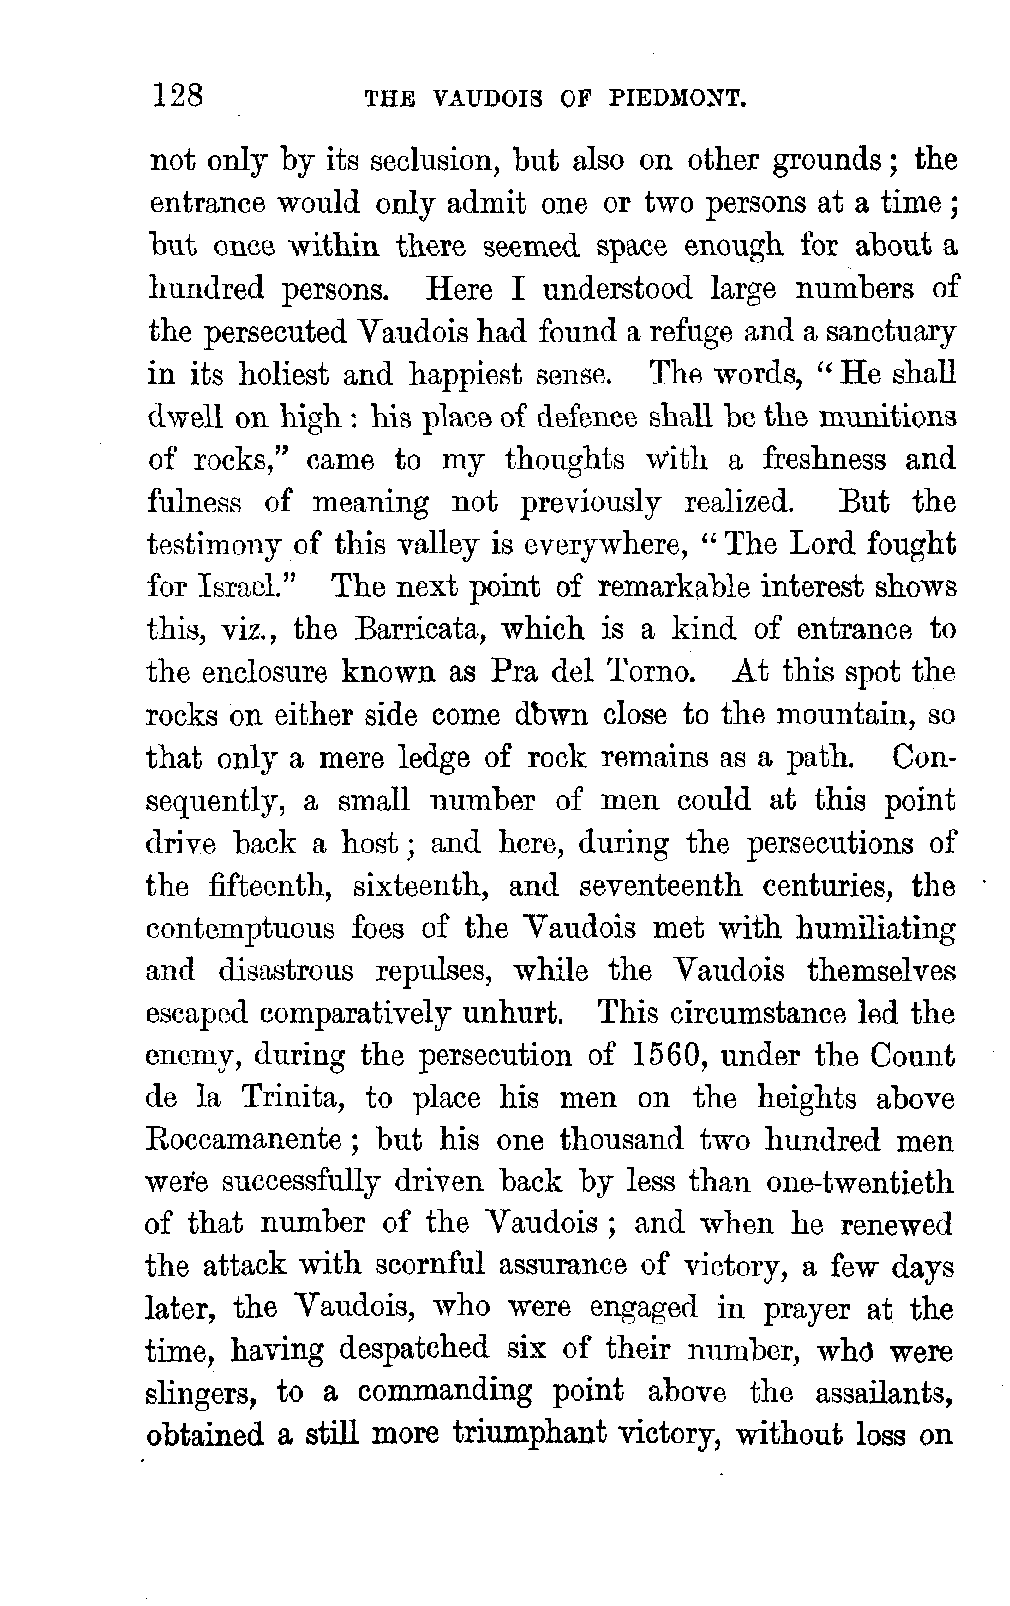 128 THE VAUDOIS OF PIEDMONT.
not only by its seclusion, but also on other grounds; the
entrance would only admit one or two persons at a time;
but once within there seemed space enough for about a
hundred persons. Here I understood large numbers of
the persecuted Vaudois had found a refuge and a sanctuary
in its holiest and happiest sense. The words, “He shall
dwell on high: his place of defence shall be the munitions
of rocks,” came to my thoughts with a freshness and
fulness of meaning not previously realized. But the
testimony of this valley is everywhere, “The Lord fought
for Israel.” The next point of remarkable interest shows
this, viz., the Barricata, which is a kind of entrance to
the enclosure known as Pra del Torno. At this spot the
rocks on either side come down close to the mountain, so
that only a mere ledge of rock remains as a path. Con-
sequently, a small number of men could at this point
drive back a host; and here, during the persecutions of
the fifteenth, sixteenth, and seventeenth centuries, the
contemptuous foes of the Vaudois met with humiliating
and disastrous repulses, while the Vaudois themselves
escaped comparatively unhurt. This circumstance led the
enemy, during the persecution of 1560, under the Count
de la Trinita, to place his men on the heights above
Roccamanente; but his one thousand two hundred men
were successfully driven back by less than one-twentieth
of that number of the Vaudois; and when he renewed
the attack with scornful assurance of victory, a few days
later, the Vaudois, who were engaged in prayer at the
time, having despatched six of their number, who were
slingers, to a commanding point above the assailants,
obtained a still more triumphant victory, without loss on